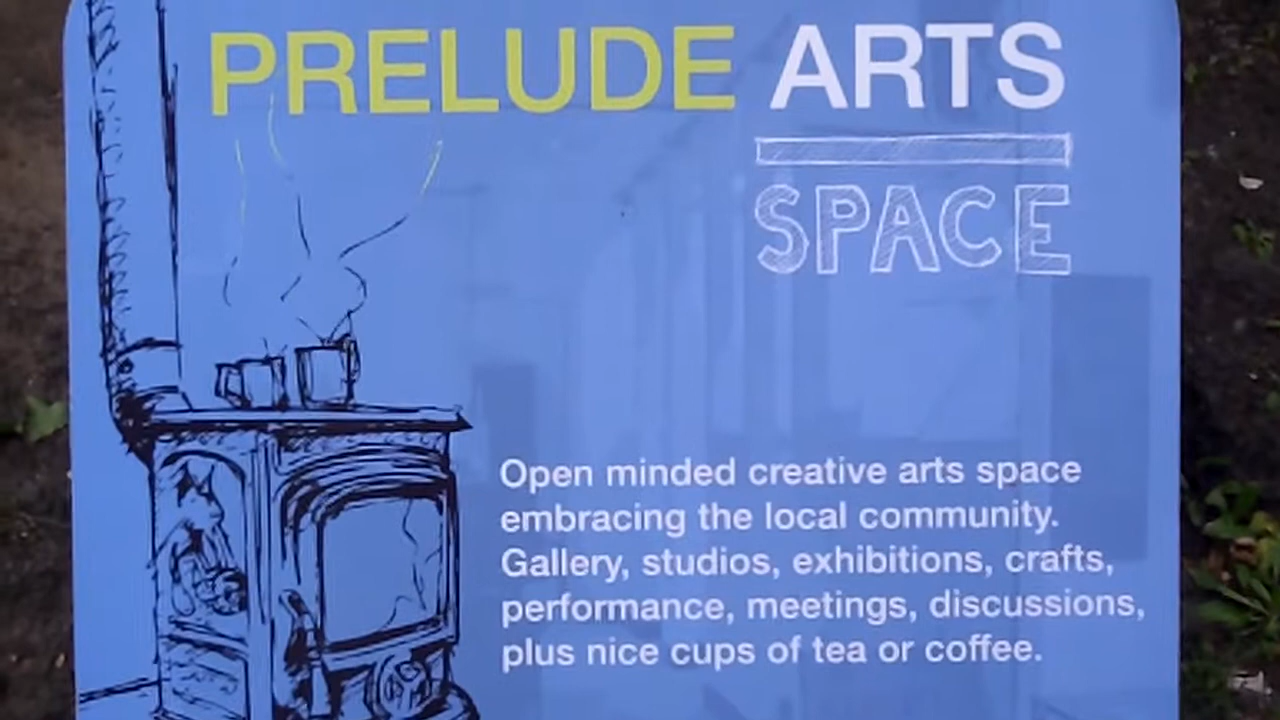 PRELUDE ARTS
SPACE
Open minded creative arts space
embracing the local community.
Gallery, studios, exhibitions, crafts,
performance, meetings, discussions,
plus nice cups of tea or coffee.